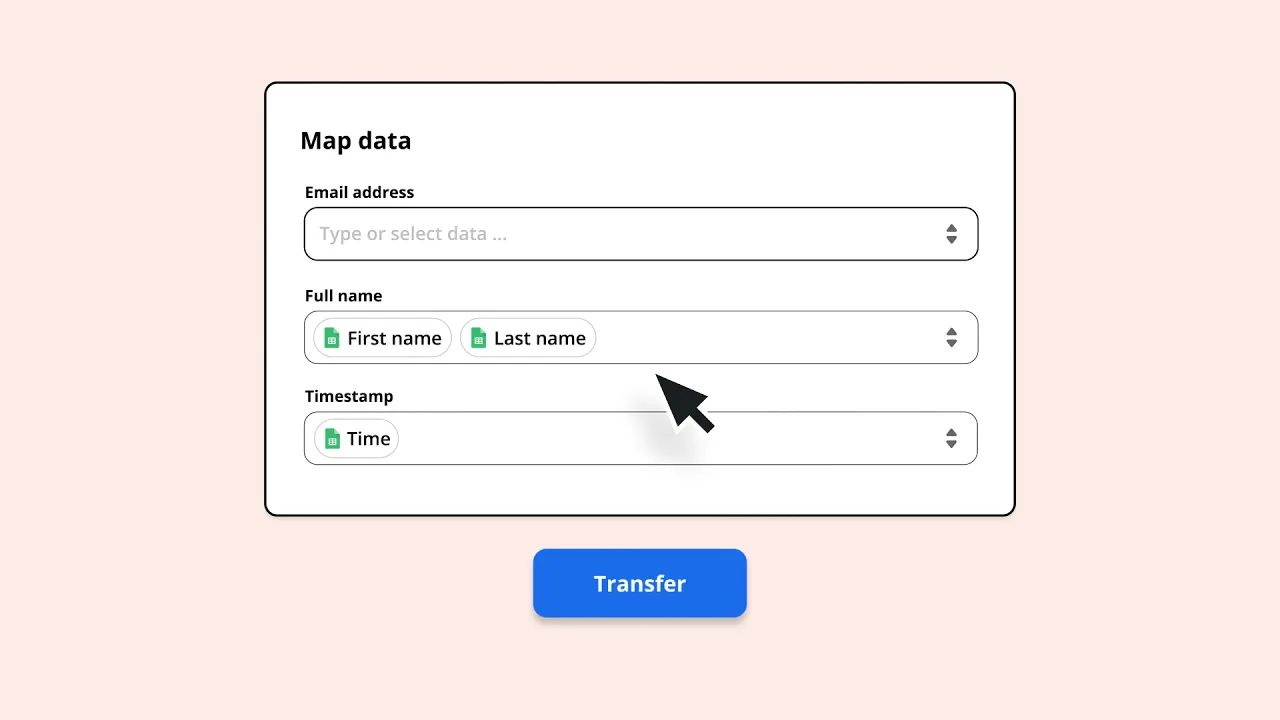 Map data
Email address
Type or select data ...
Full name
First name Last name
Timestamp
Time
Transfer